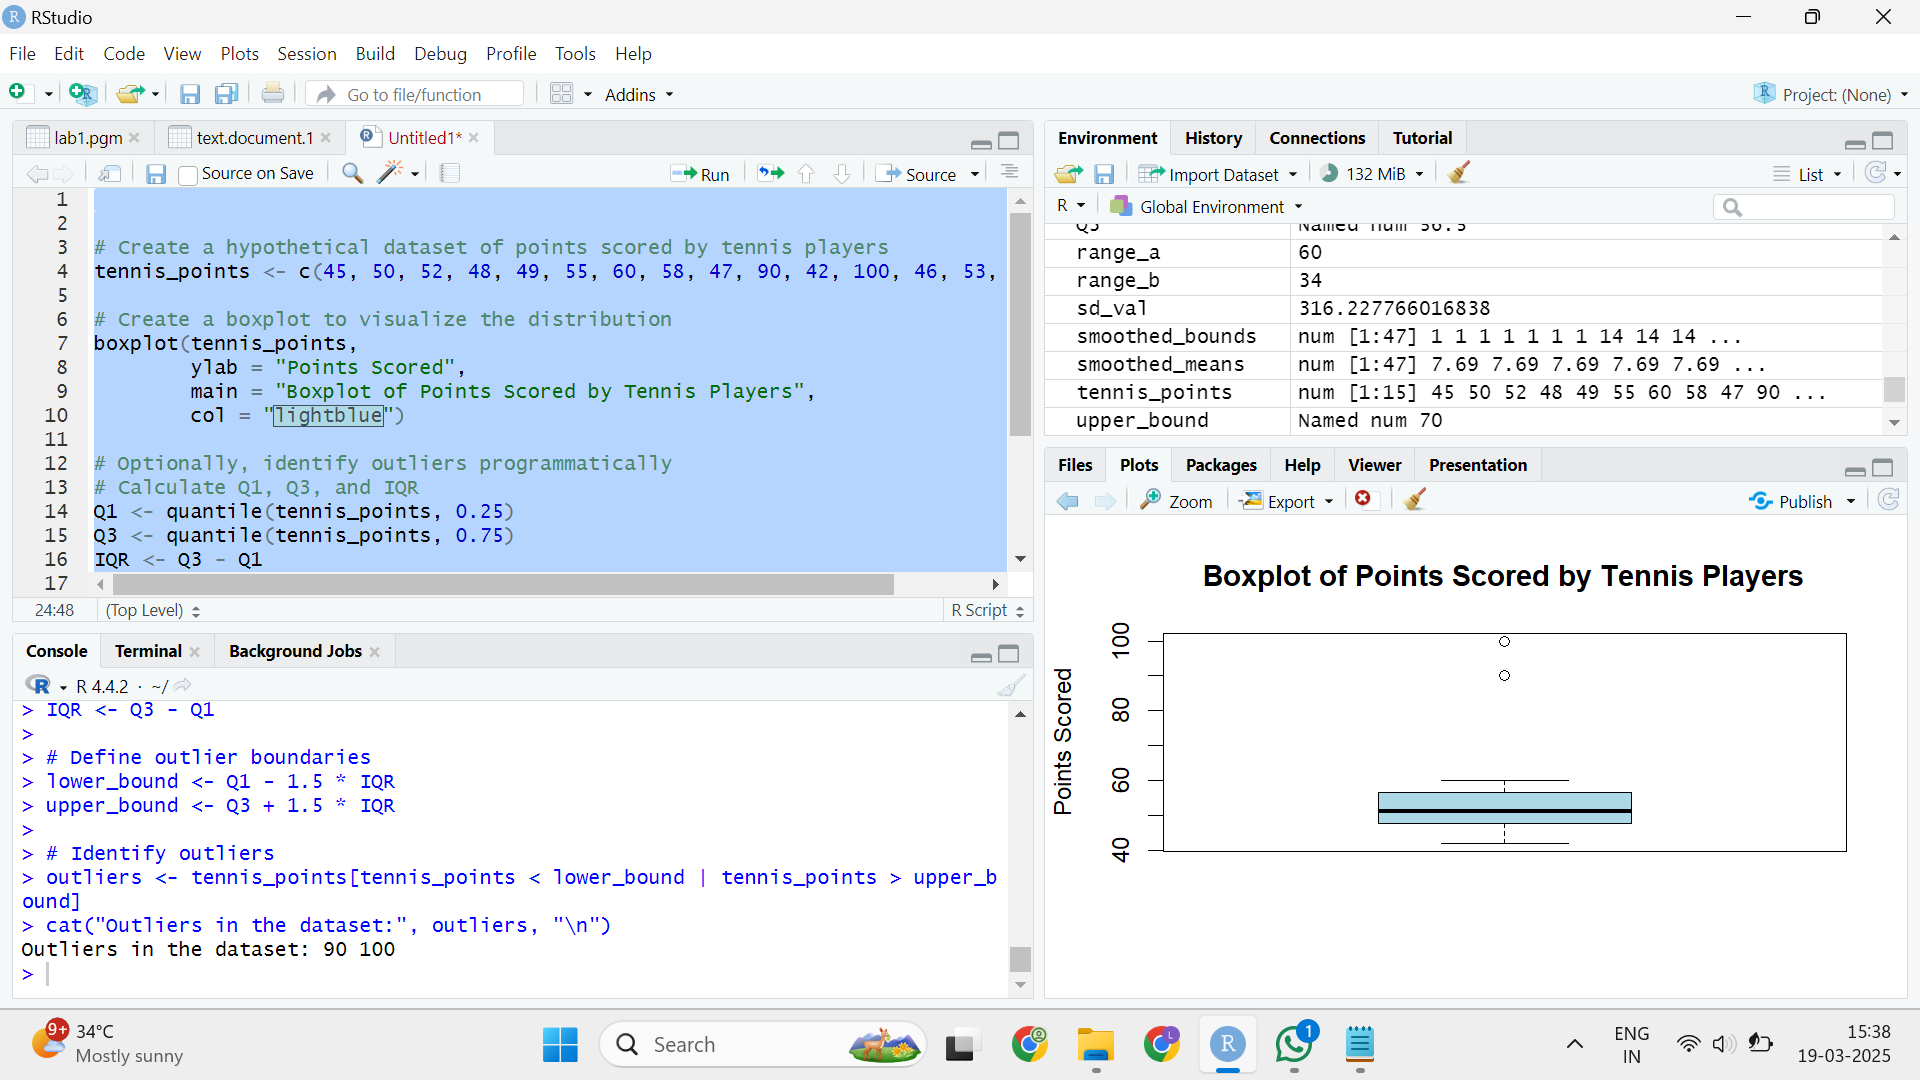 RStudio
File Edit Code View Plots Session Build Debug Profile Tools Help
Go to file/function Addins Project: (None)
lab1.pgm text.document.1 Untitled1*
Source on Save Run Source
1
2
3 # Create a hypothetical dataset of points scored by tennis players
4 tennis_points <- c(45, 50, 52, 48, 49, 55, 60, 58, 47, 90, 42, 100, 46, 53,
5
6 # Create a boxplot to visualize the distribution
7 boxplot(tennis_points,
8 ylab = "Points Scored",
9 main = "Boxplot of Points Scored by Tennis Players",
10 col = "lightblue")
11
12 # Optionally, identify outliers programmatically
13 # Calculate Q1, Q3, and IQR
14 Q1 <- quantile(tennis_points, 0.25)
15 Q3 <- quantile(tennis_points, 0.75)
16 IQR <- Q3 - Q1
17
24:48 (Top Level) R Script
Console Terminal Background Jobs
R 4.4.2 · ~/
> IQR <- Q3 - Q1
>
> # Define outlier boundaries
> lower_bound <- Q1 - 1.5 * IQR
> upper_bound <- Q3 + 1.5 * IQR
>
> # Identify outliers
> outliers <- tennis_points[tennis_points < lower_bound | tennis_points > upper_b
ound]
> cat("Outliers in the dataset:", outliers, "\n")
Outliers in the dataset: 90 100
>
Environment History Connections Tutorial
Import Dataset 132 MiB List
R Global Environment
Q3 Named num 56.5
range_a 60
range_b 34
sd_val 316.227766016838
smoothed_bounds num [1:47] 1 1 1 1 1 1 1 14 14 14 ...
smoothed_means num [1:47] 7.69 7.69 7.69 7.69 7.69 ...
tennis_points num [1:15] 45 50 52 48 49 55 60 58 47 90 ...
upper_bound Named num 70
Files Plots Packages Help Viewer Presentation
Zoom Export Publish
Boxplot of Points Scored by Tennis Players
Points Scored
100
80
60
40
9+ 34°C
Mostly sunny
Search
L
R
1
ENG
IN
15:38
19-03-2025